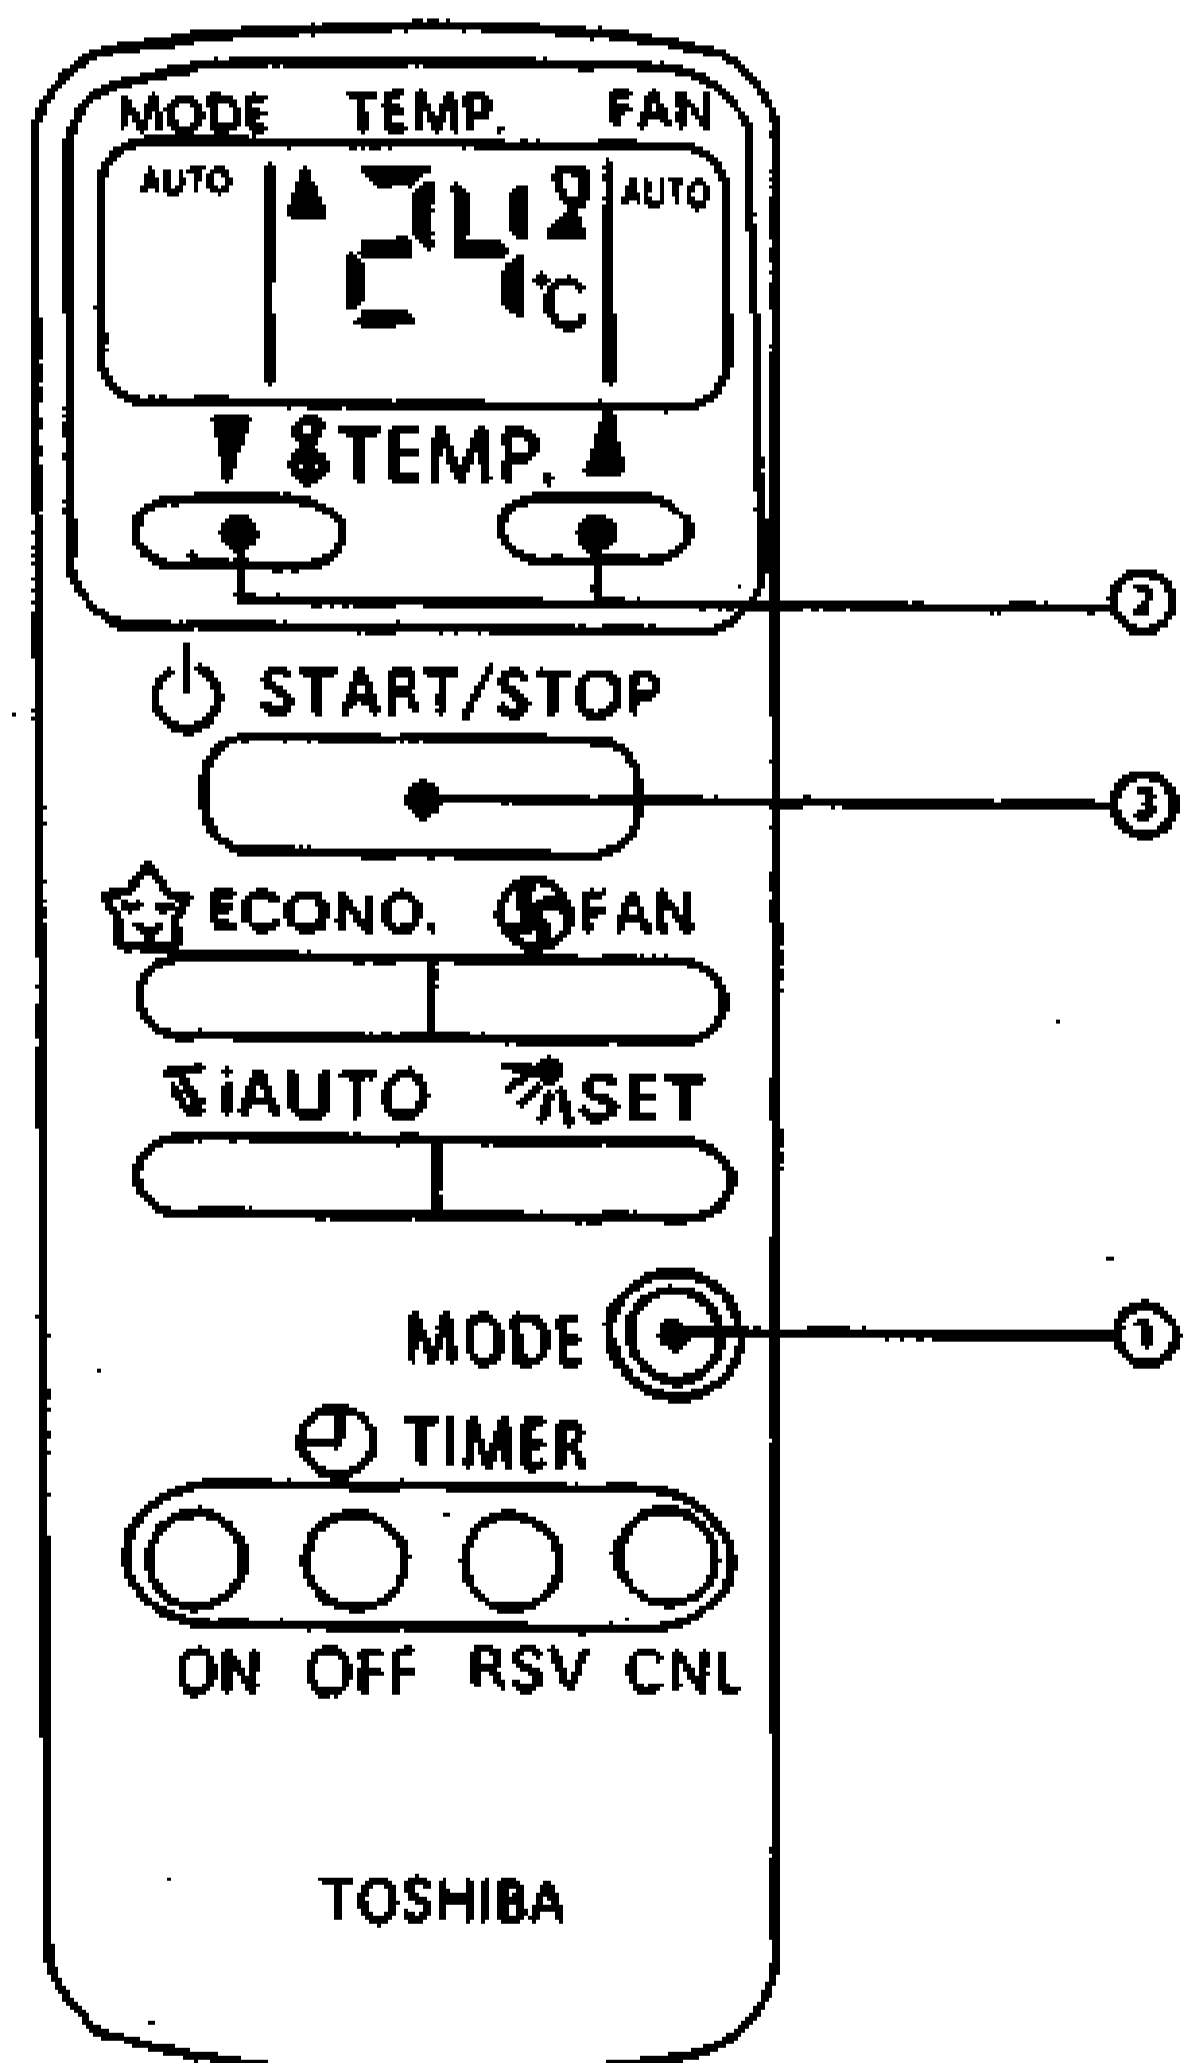 MODE TEMP. FAN
AUTO ▲ 24 °C AUTO
▼ TEMP. ▲
②
START/STOP
③
ECONO. FAN
iAUTO SET
MODE
①
TIMER
ON OFF RSV CNL
TOSHIBA